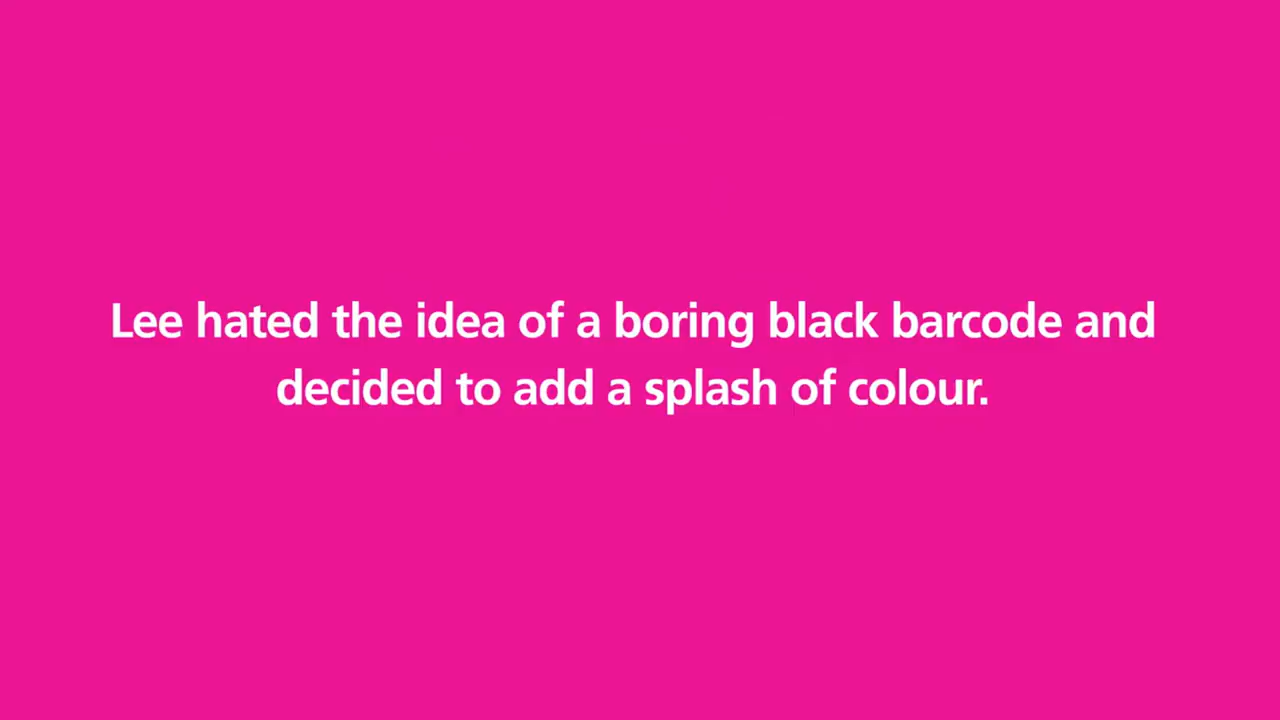 Lee hated the idea of a boring black barcode and
decided to add a splash of colour.